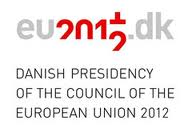 eu2012.dk
DANISH PRESIDENCY
OF THE COUNCIL OF THE
EUROPEAN UNION 2012